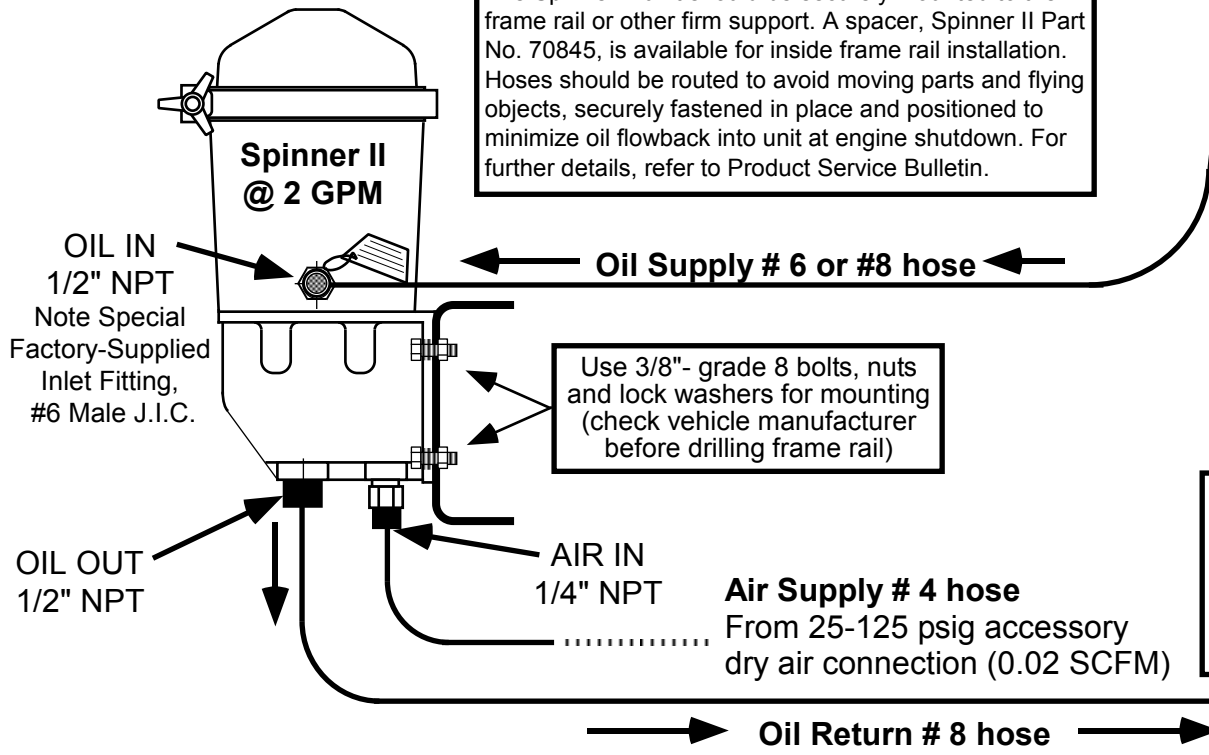 frame rail or other firm support. A spacer, Spinner II Part
No. 70845, is available for inside frame rail installation.
Hoses should be routed to avoid moving parts and flying
objects, securely fastened in place and positioned to
minimize oil flowback into unit at engine shutdown. For
further details, refer to Product Service Bulletin.
Spinner II
@ 2 GPM
OIL IN
1/2" NPT
Note Special
Factory-Supplied
Inlet Fitting,
#6 Male J.I.C.
Oil Supply # 6 or #8 hose
Use 3/8"- grade 8 bolts, nuts
and lock washers for mounting
(check vehicle manufacturer
before drilling frame rail)
OIL OUT
1/2" NPT
AIR IN
1/4" NPT
Air Supply # 4 hose
From 25-125 psig accessory
dry air connection (0.02 SCFM)
Oil Return # 8 hose